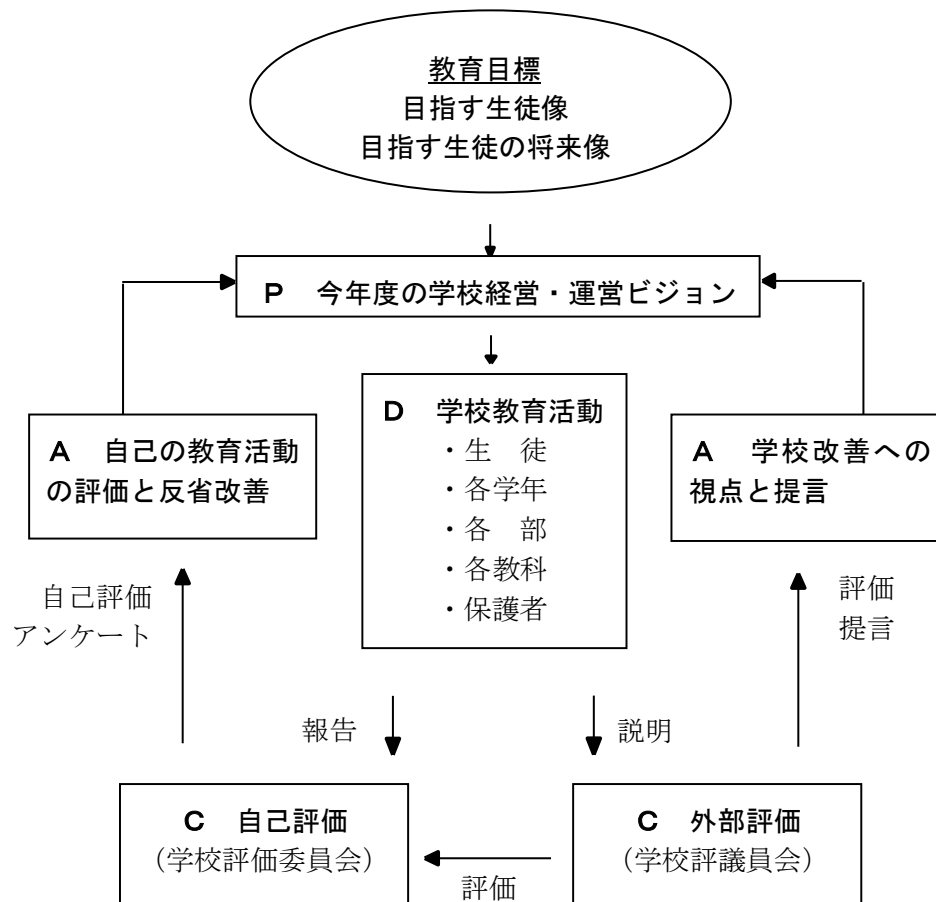 教育目標
目指す生徒像
目指す生徒の将来像
Ｐ　今年度の学校経営・運営ビジョン
Ｄ　学校教育活動
・生　徒
・各学年
・各　部
・各教科
・保護者
Ａ　自己の教育活動
の評価と反省改善
Ａ　学校改善への
視点と提言
自己評価
アンケート
評価
提言
報告
説明
Ｃ　自己評価
（学校評価委員会）
評価
Ｃ　外部評価
（学校評議員会）